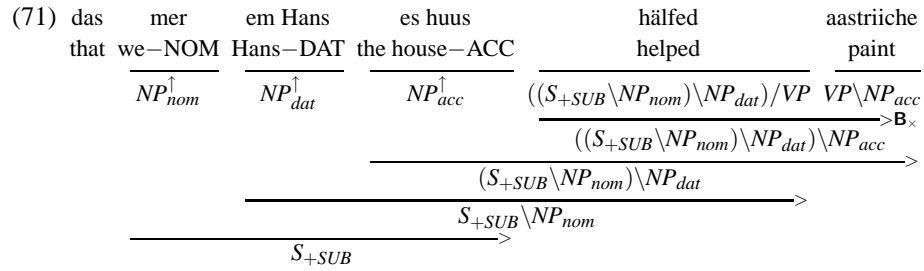 (71) das mer em Hans es huus hälfed aastriiche
that we−NOM Hans−DAT the house−ACC helped paint
NP↑nom NP↑dat NP↑acc ((S+SUB\NPnom)\NPdat)/VP VP\NPacc
>B×
((S+SUB\NPnom)\NPdat)\NPacc
>
(S+SUB\NPnom)\NPdat
>
S+SUB\NPnom
>
S+SUB